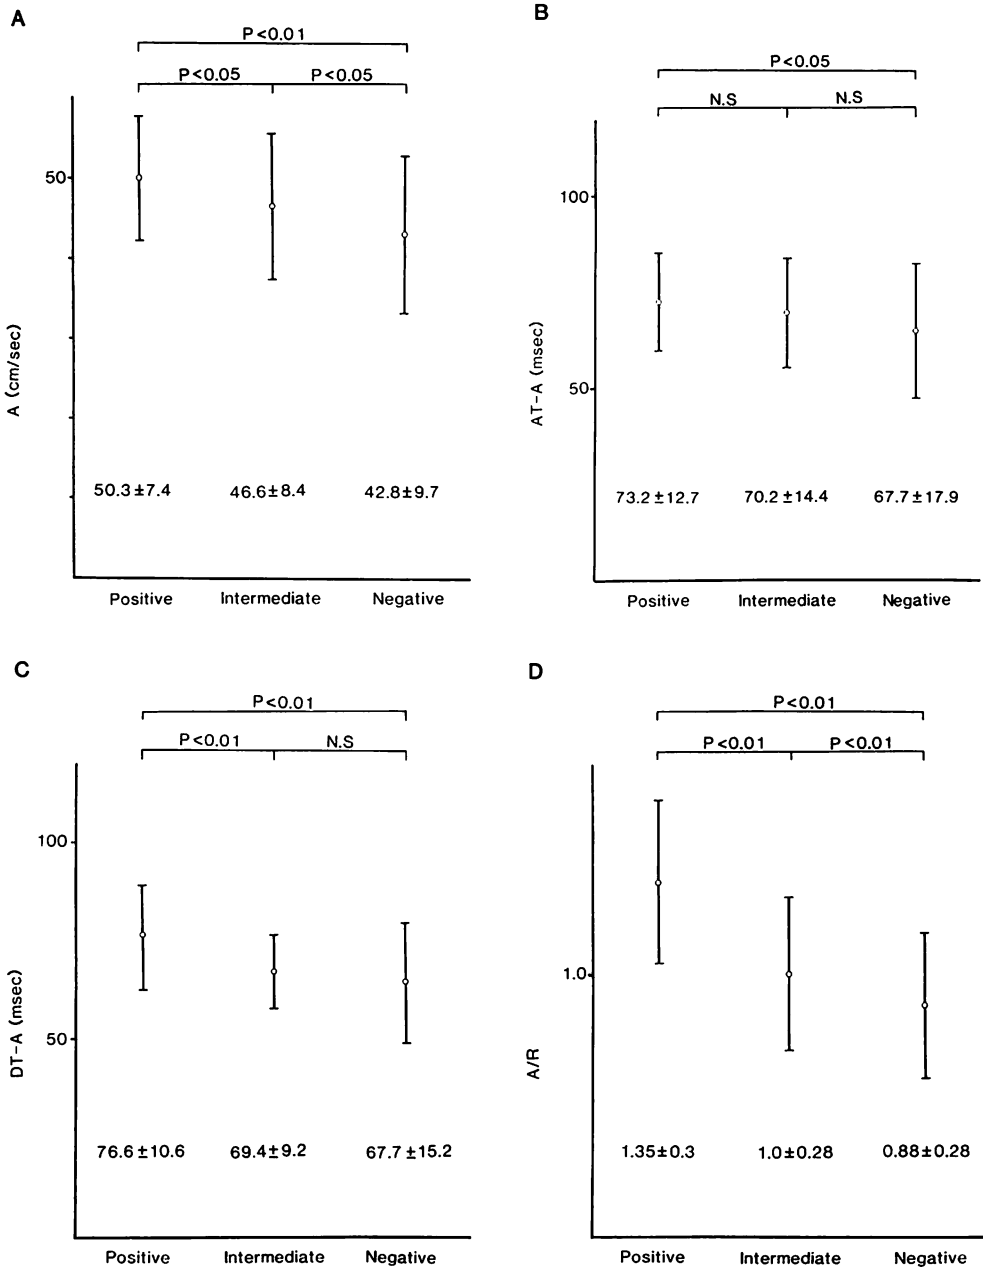 A
P<0.01
P<0.05 P<0.05
50
A (cm/sec)
50.3±7.4 46.6±8.4 42.8±9.7
Positive Intermediate Negative
B
P<0.05
N.S N.S
100
50
AT-A (msec)
73.2±12.7 70.2±14.4 67.7±17.9
Positive Intermediate Negative
C
P<0.01
P<0.01 N.S
100
50
DT-A (msec)
76.6±10.6 69.4±9.2 67.7±15.2
Positive Intermediate Negative
D
P<0.01
P<0.01 P<0.01
1.0
A/R
1.35±0.3 1.0±0.28 0.88±0.28
Positive Intermediate Negative